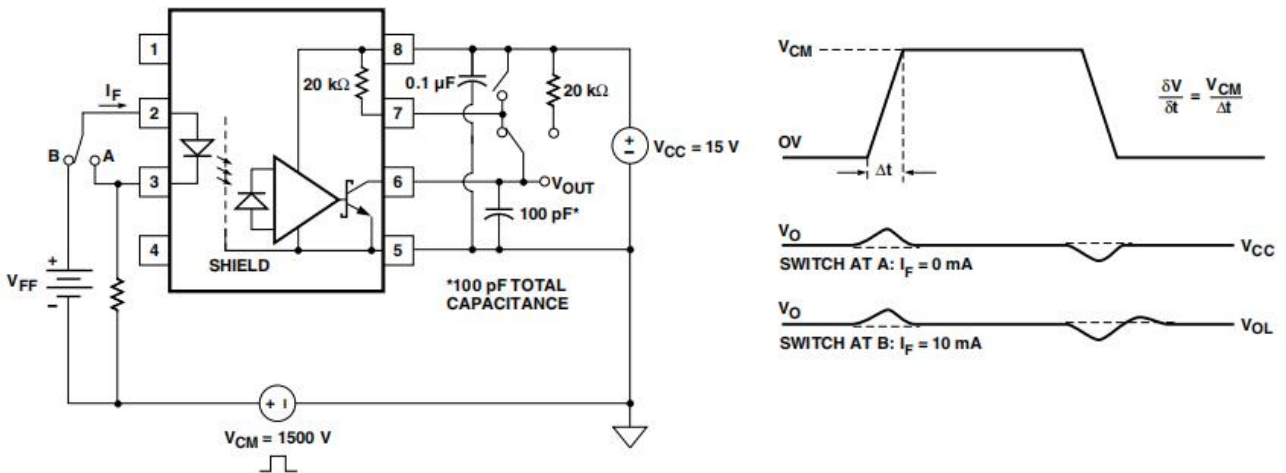 1
2
3
4
8
7
6
5
I_F
B
A
V_FF
+
−
SHIELD
20 kΩ
0.1 µF
20 kΩ
+
−
V_CC = 15 V
V_OUT
100 pF*
*100 pF TOTAL
CAPACITANCE
+ I
V_CM = 1500 V
V_CM
OV
Δt
δV/δt = V_CM/Δt
V_O
V_CC
SWITCH AT A: I_F = 0 mA
V_O
V_OL
SWITCH AT B: I_F = 10 mA